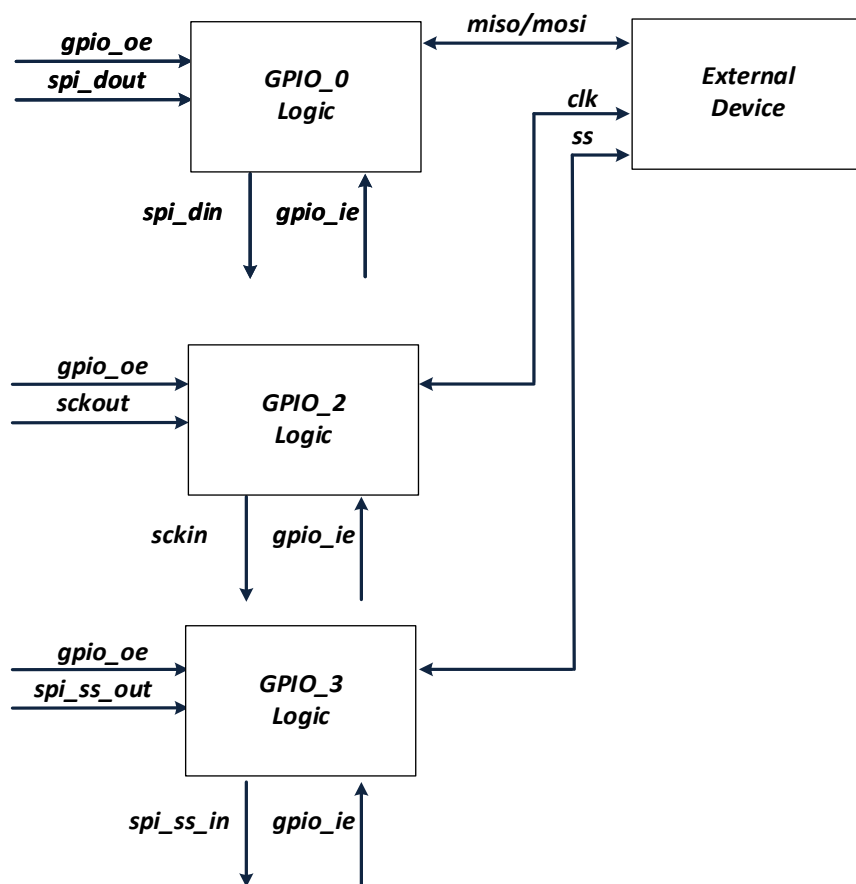 gpio_oe
spi_dout
GPIO_0
Logic
miso/mosi
External
Device
clk
ss
spi_din
gpio_ie
gpio_oe
sckout
GPIO_2
Logic
sckin
gpio_ie
gpio_oe
spi_ss_out
GPIO_3
Logic
spi_ss_in
gpio_ie